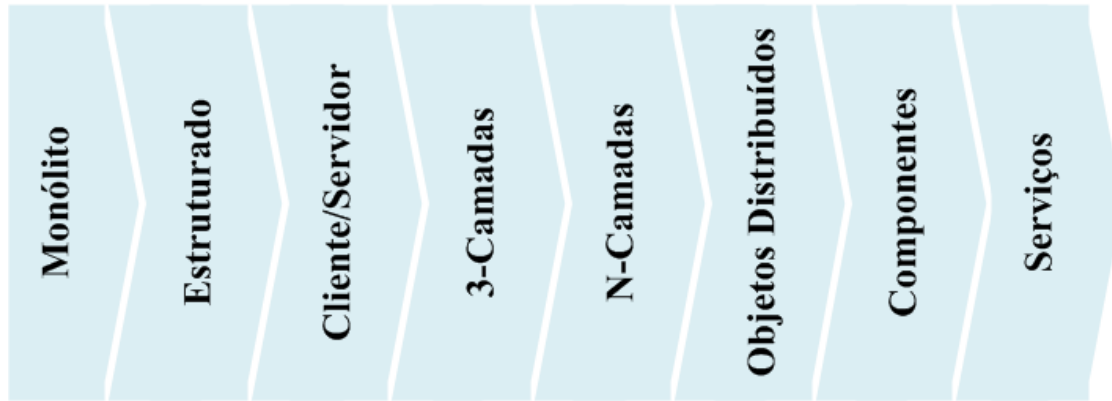 Monólito
Estruturado
Cliente/Servidor
3-Camadas
N-Camadas
Objetos Distribuídos
Componentes
Serviços